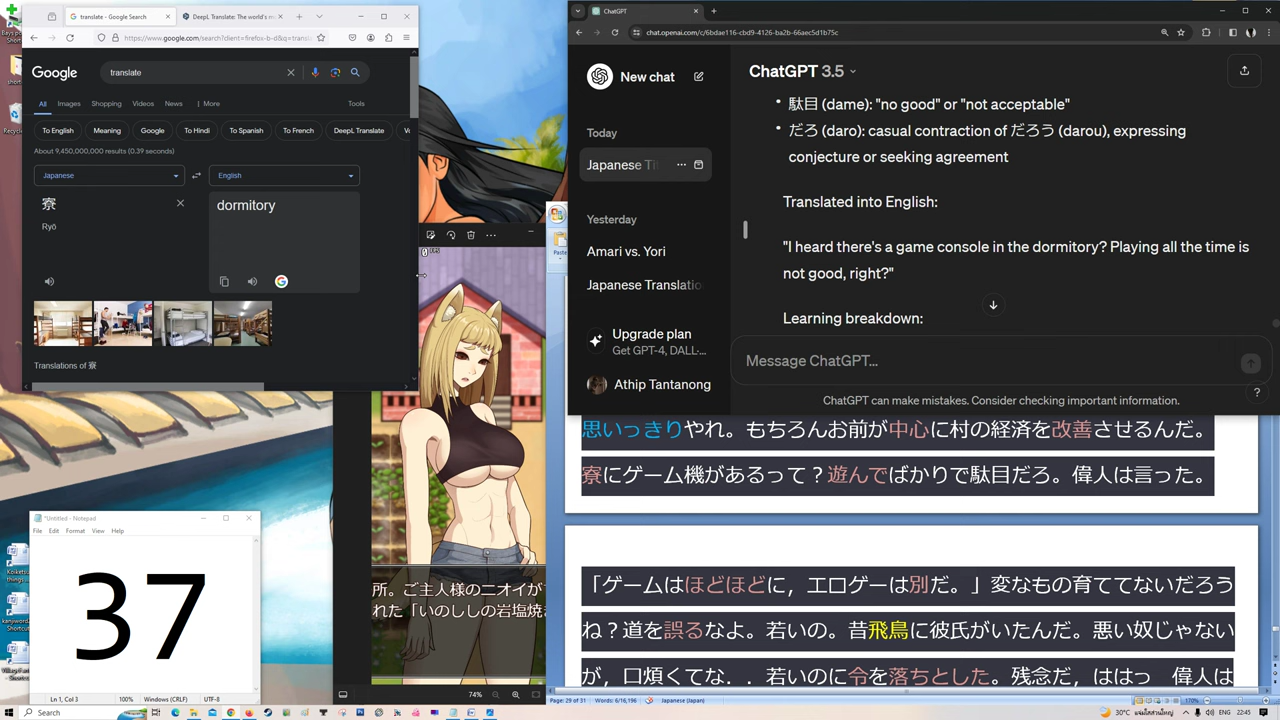 translate - Google Search
DeepL Translate: The world's m
https://www.google.com/search?client=firefox-b-d&q=transl
Google
translate
All
Images
Shopping
Videos
News
More
Tools
To English
Meaning
Google
To Hindi
To Spanish
To French
DeepL Translate
About 9,450,000,000 results (0.39 seconds)
Japanese
English
寮
Ryō
dormitory
Translations of 寮
ChatGPT
chat.openai.com/c/6bdae116-cbd9-4126-ba2b-66aec5d1b75c
New chat
Today
Japanese Ti
Yesterday
Amari vs. Yori
Japanese Translatio
Upgrade plan
Get GPT-4, DALL·...
Athip Tantanong
ChatGPT 3.5
駄目 (dame): "no good" or "not acceptable"
だろ (daro): casual contraction of だろう (darou), expressing
conjecture or seeking agreement
Translated into English:
"I heard there's a game console in the dormitory? Playing all the time is
not good, right?"
Learning breakdown:
Message ChatGPT...
ChatGPT can make mistakes. Consider checking important information.
?
Paste
思いっきりやれ。もちろんお前が中心に村の経済を改善させるんだ。
寮にゲーム機があるって？遊んでばかりで駄目だろ。偉人は言った。
「ゲームはほどほどに，エロゲーは別だ。」変なもの育ててないだろう
ね？道を誤るなよ。若いの。昔飛鳥に彼氏がいたんだ。悪い奴じゃない
が，口煩くてな．．若いのに令を落ちとした。残念だ，ははっ　偉人は
Page: 29 of 31
Words: 6/16,196
Japanese (Japan)
170%
0 FPS
所。ご主人様のニオイが
れた「いのししの岩塩焼き
74%
*Untitled - Notepad
File
Edit
Format
View
Help
37
Ln 1, Col 3
100%
Windows (CRLF)
UTF-8
Search
30°C
ENG
22:45